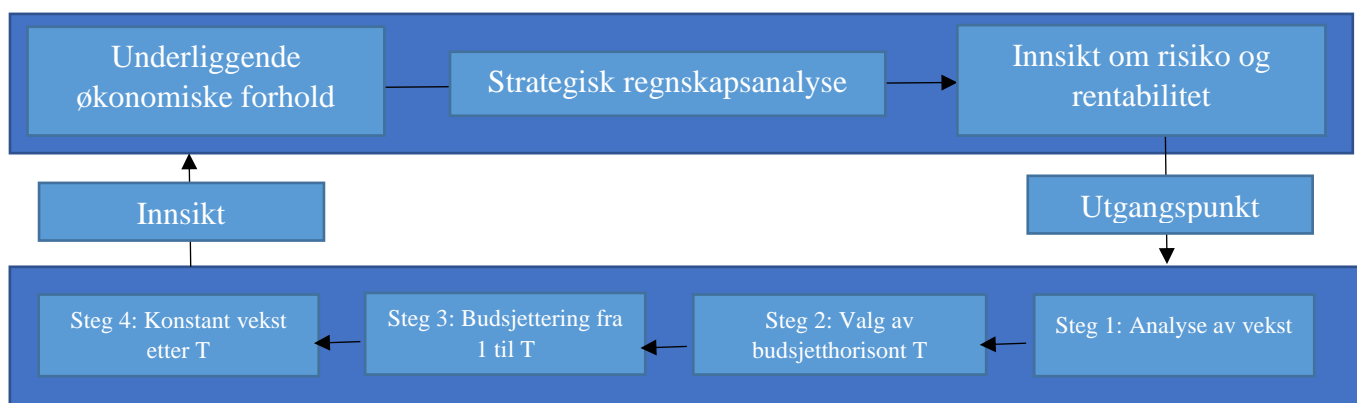 Underliggende
økonomiske forhold
Strategisk regnskapsanalyse
Innsikt om risiko og
rentabilitet
Innsikt
Utgangspunkt
Steg 4: Konstant vekst
etter T
Steg 3: Budsjettering fra
1 til T
Steg 2: Valg av
budsjetthorisont T
Steg 1: Analyse av vekst